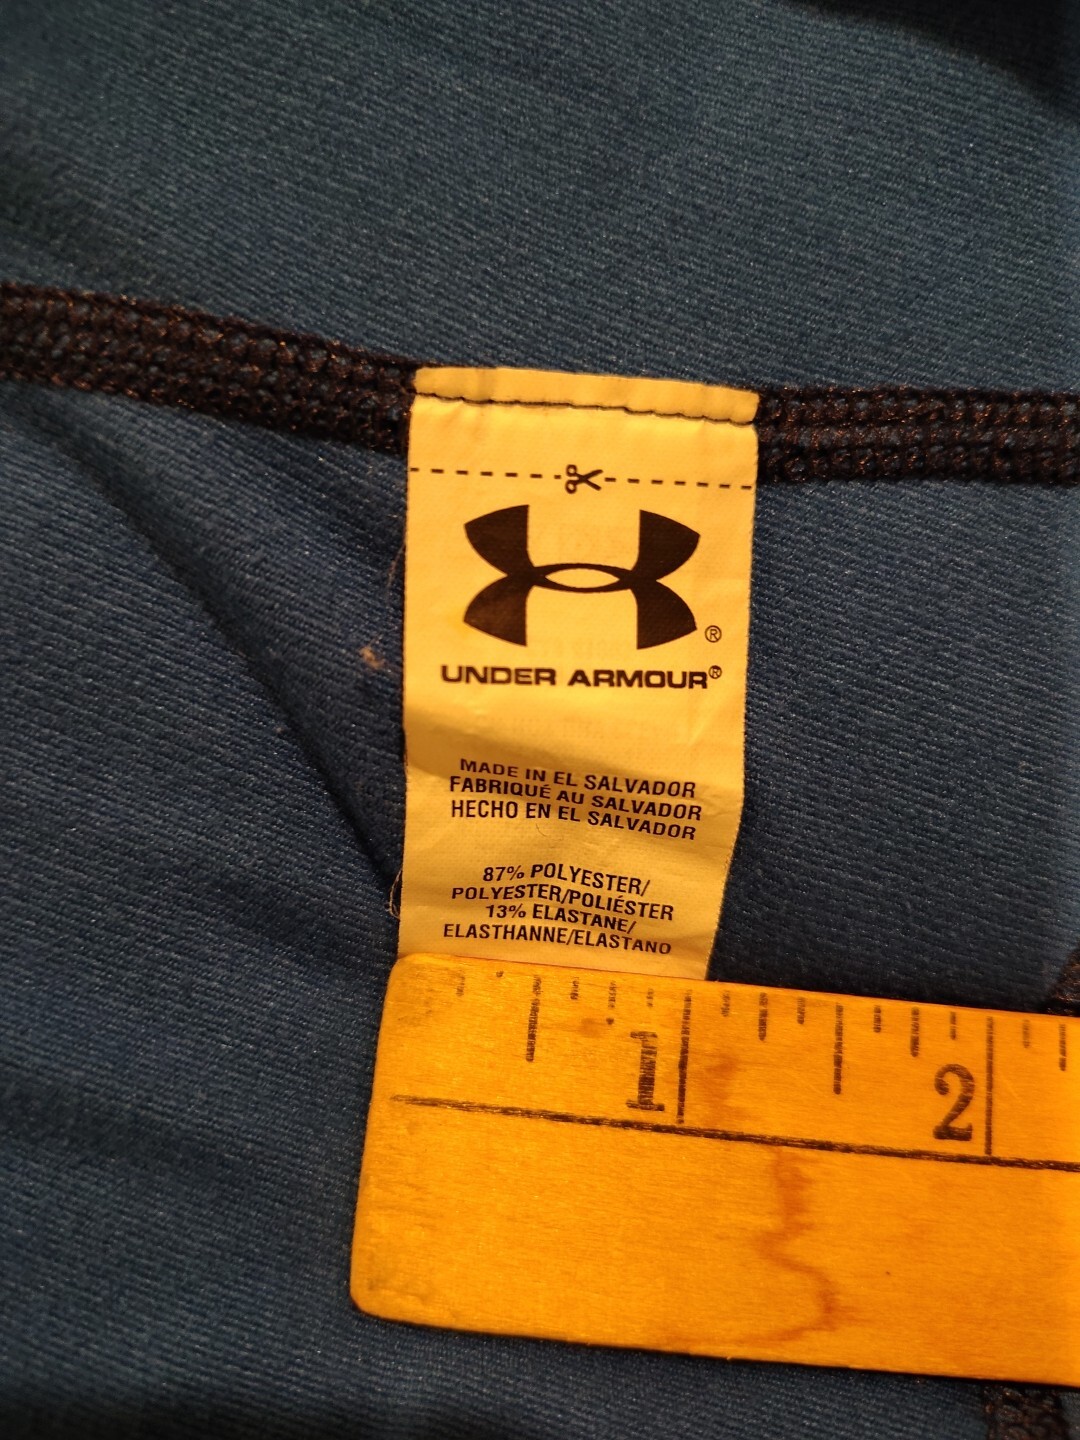 ®
UNDER ARMOUR®
MADE IN EL SALVADOR
FABRIQUÉ AU SALVADOR
HECHO EN EL SALVADOR
87% POLYESTER/
POLYESTER/POLIÉSTER
13% ELASTANE/
ELASTHANNE/ELASTANO
1
2